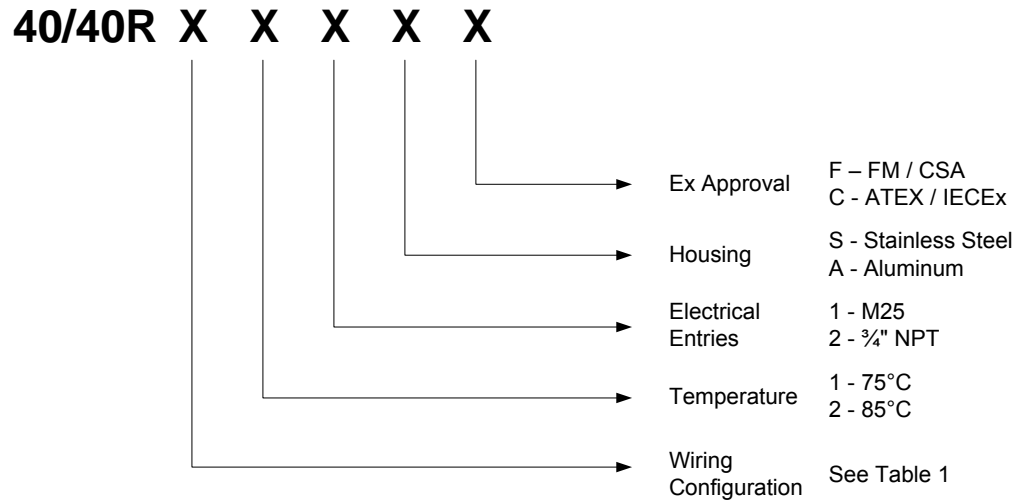 40/40R X X X X X
Ex Approval
F – FM / CSA
C - ATEX / IECEx
Housing
S - Stainless Steel
A - Aluminum
Electrical
Entries
1 - M25
2 - ¾" NPT
Temperature
1 - 75°C
2 - 85°C
Wiring
Configuration
See Table 1